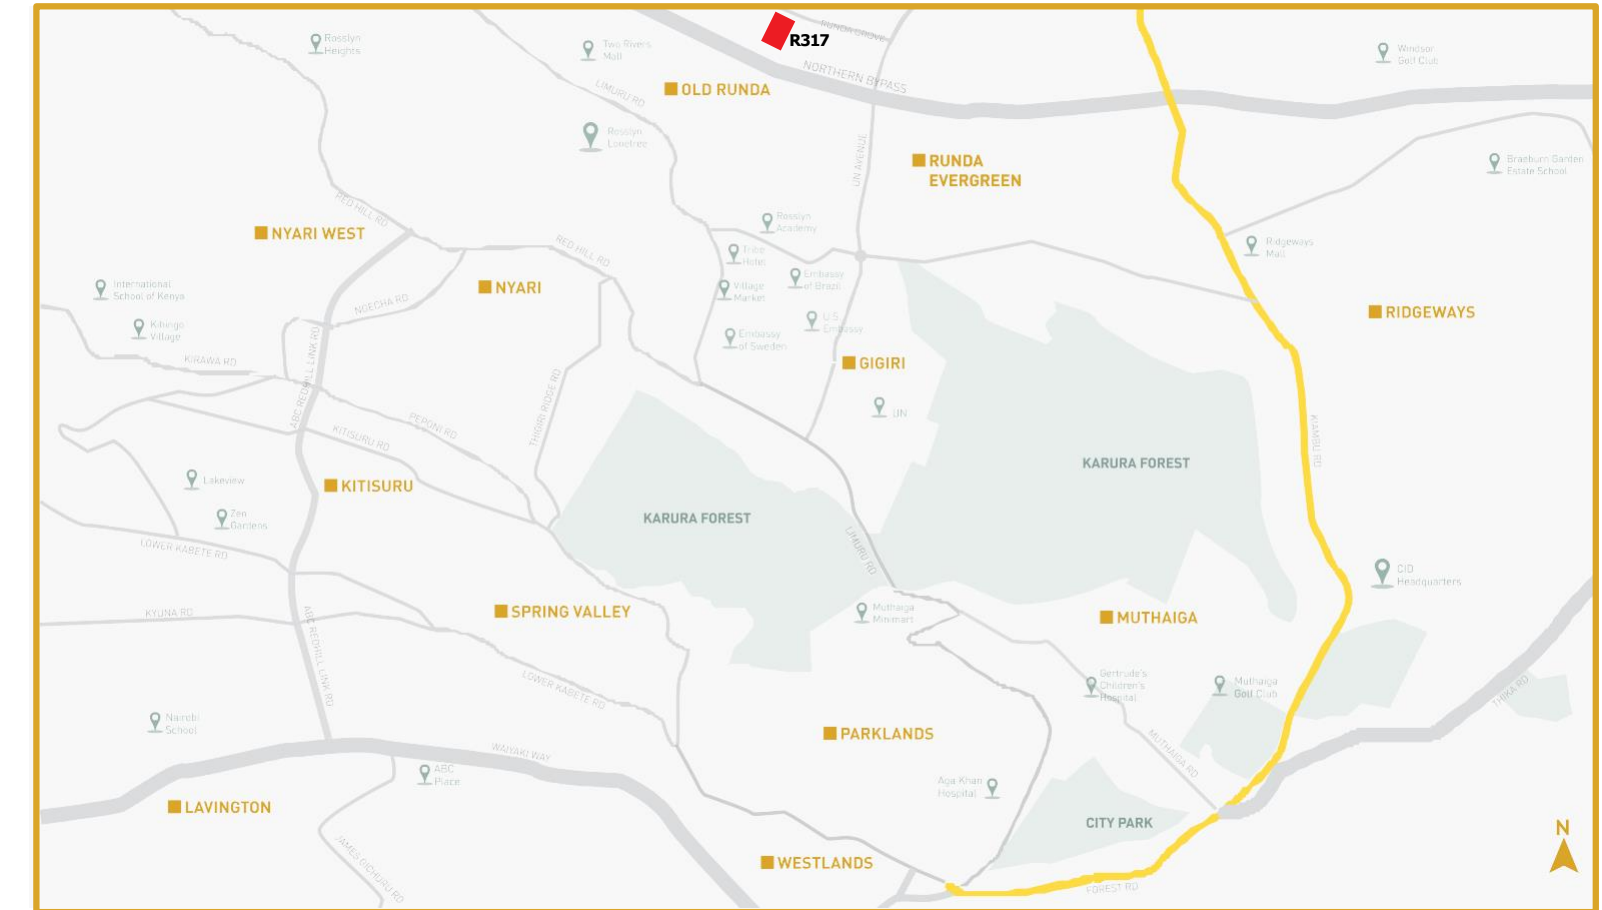 Rosslyn
Heights
Two Rivers
Mall
R317
RUNDA GROVE
Windsor
Golf Club
NORTHERN BYPASS
OLD RUNDA
LIMURU RD
Rosslyn
Lonetree
UN AVENUE
RUNDA
EVERGREEN
Braeburn Garden
Estate School
RED HILL RD
NYARI WEST
Rosslyn
Academy
RED HILL RD
Tribe
Hotel
Ridgeways
Mall
International
School of Kenya
NYARI
Village
Market
Embassy
of Brazil
NGECHA RD
RIDGEWAYS
Kihingo
Village
U.S.
Embassy
Embassy
of Sweden
KIRAWA RD
ABC REDHILL LINK RD
GIGIRI
THIGIRI RIDGE RD
UN
PEPONI RD
KITISURU RD
KIAMBU RD
KARURA FOREST
Lakeview
KITISURU
Zen
Gardens
KARURA FOREST
LOWER KABETE RD
LIMURU RD
CID
Headquarters
KYUNA RD
SPRING VALLEY
Muthaiga
Minimart
MUTHAIGA
ABC REDHILL LINK RD
LOWER KABETE RD
Gertrude's
Children's
Hospital
Muthaiga
Golf Club
THIKA RD
Nairobi
School
PARKLANDS
WAIYAKI WAY
MUTHAIGA RD
ABC
Place
Aga Khan
Hospital
LAVINGTON
CITY PARK
N
JAMES GICHURU RD
WESTLANDS
FOREST RD